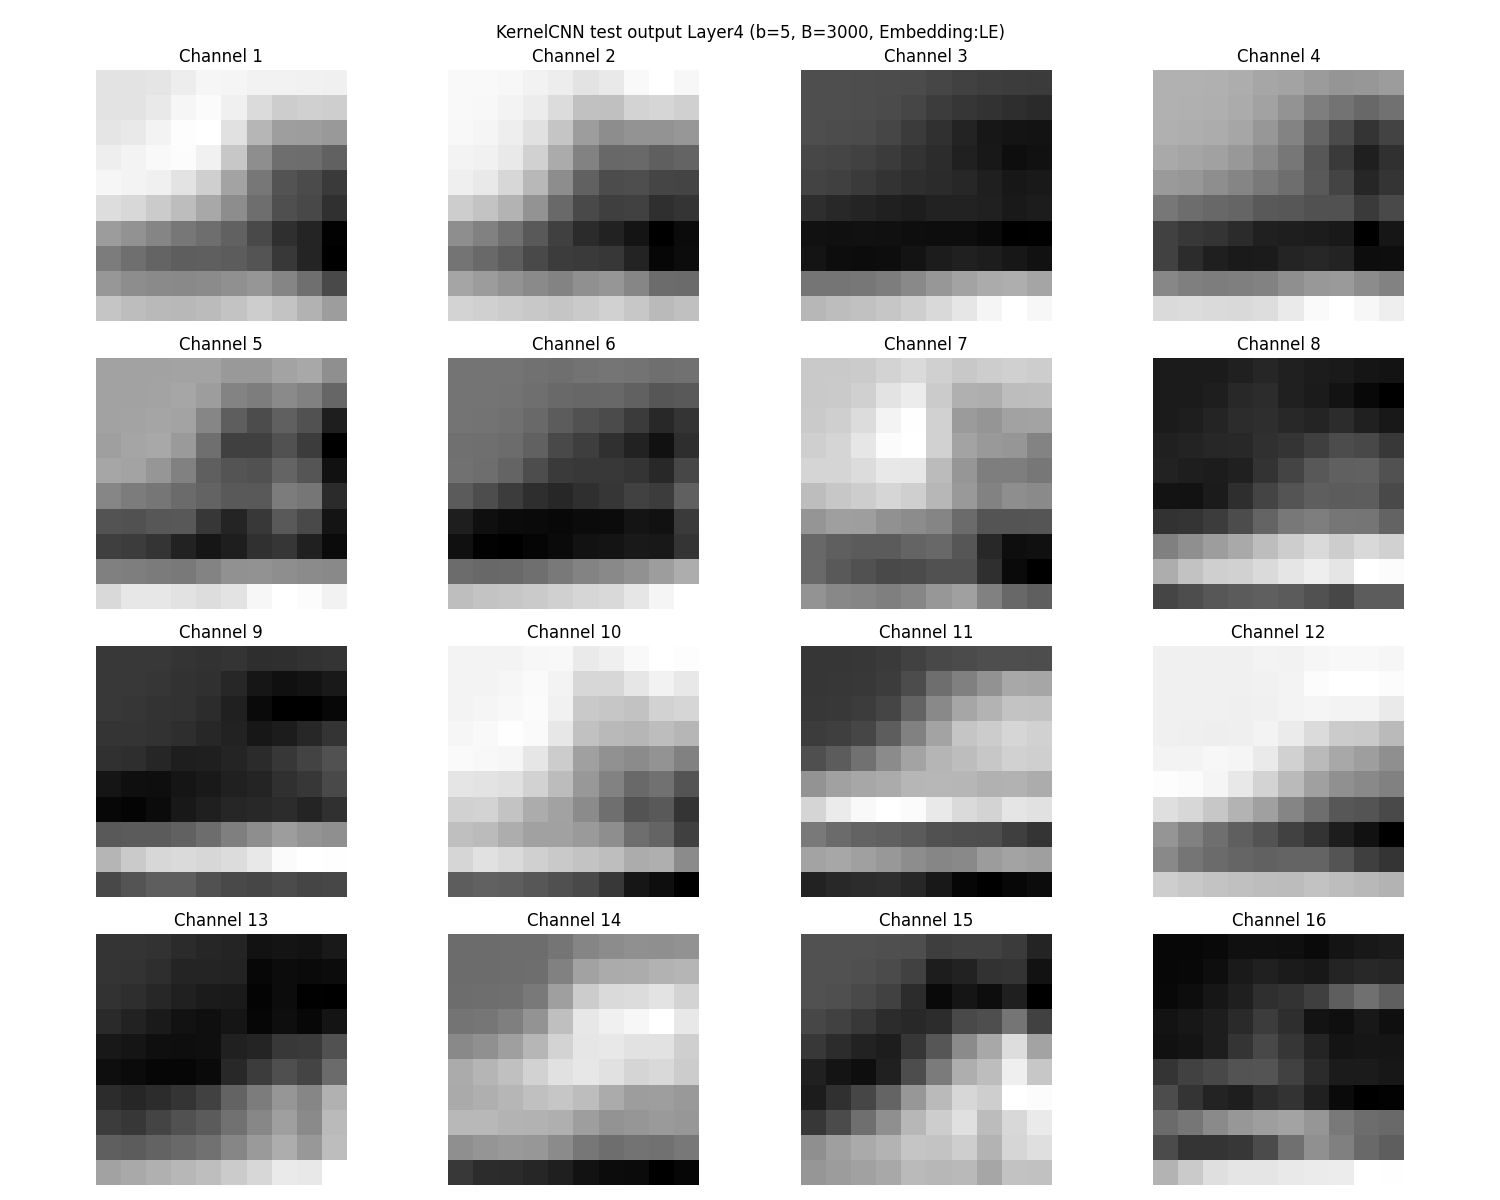 KernelCNN test output Layer4 (b=5, B=3000, Embedding:LE)
Channel 1 Channel 2 Channel 3 Channel 4
Channel 5 Channel 6 Channel 7 Channel 8
Channel 9 Channel 10 Channel 11 Channel 12
Channel 13 Channel 14 Channel 15 Channel 16